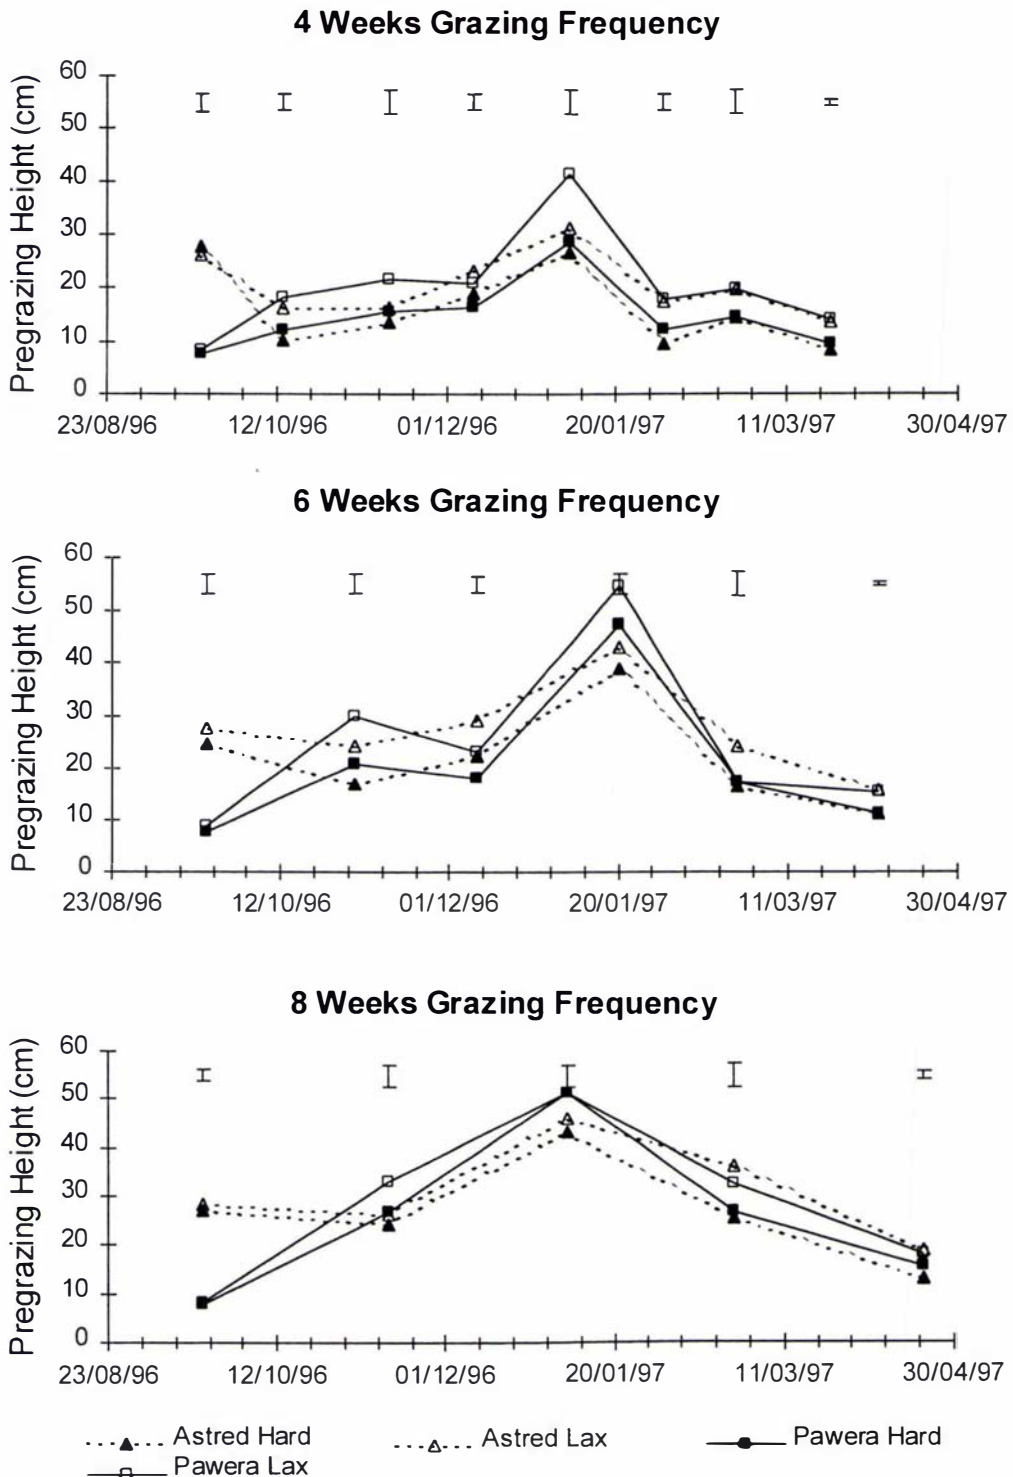 4 Weeks Grazing Frequency
Pregrazing Height (cm)
60
50
40
30
20
10
0
23/08/96 12/10/96 01/12/96 20/01/97 11/03/97 30/04/97
6 Weeks Grazing Frequency
Pregrazing Height (cm)
60
50
40
30
20
10
0
23/08/96 12/10/96 01/12/96 20/01/97 11/03/97 30/04/97
8 Weeks Grazing Frequency
Pregrazing Height (cm)
60
50
40
30
20
10
0
23/08/96 12/10/96 01/12/96 20/01/97 11/03/97 30/04/97
Astred Hard Astred Lax Pawera Hard
Pawera Lax